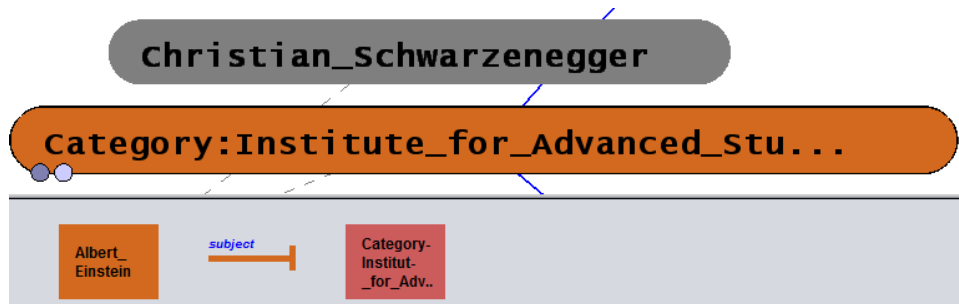 Christian_Schwarzenegger
Category:Institute_for_Advanced_Stu...
Albert_
Einstein
subject
Category-
Institut-
_for_Adv..